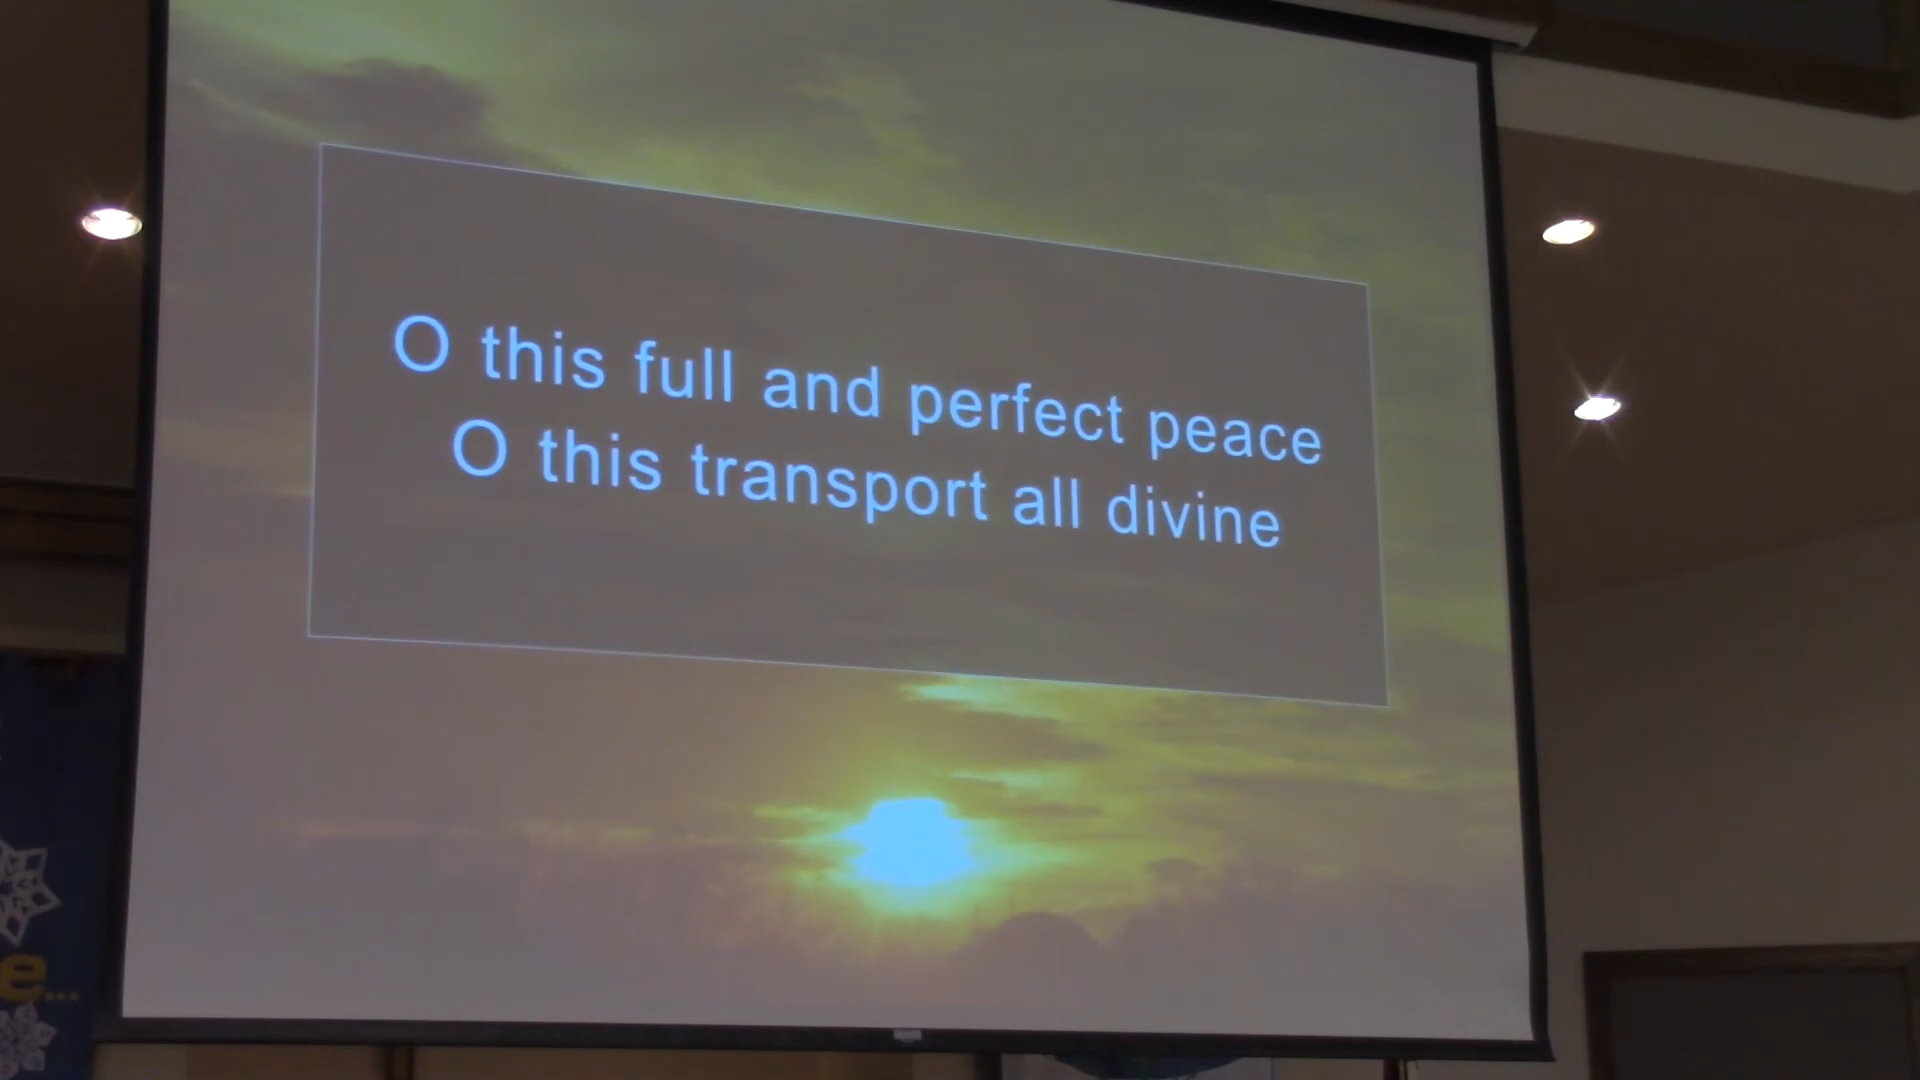 O this full and perfect peace
O this transport all divine
e...